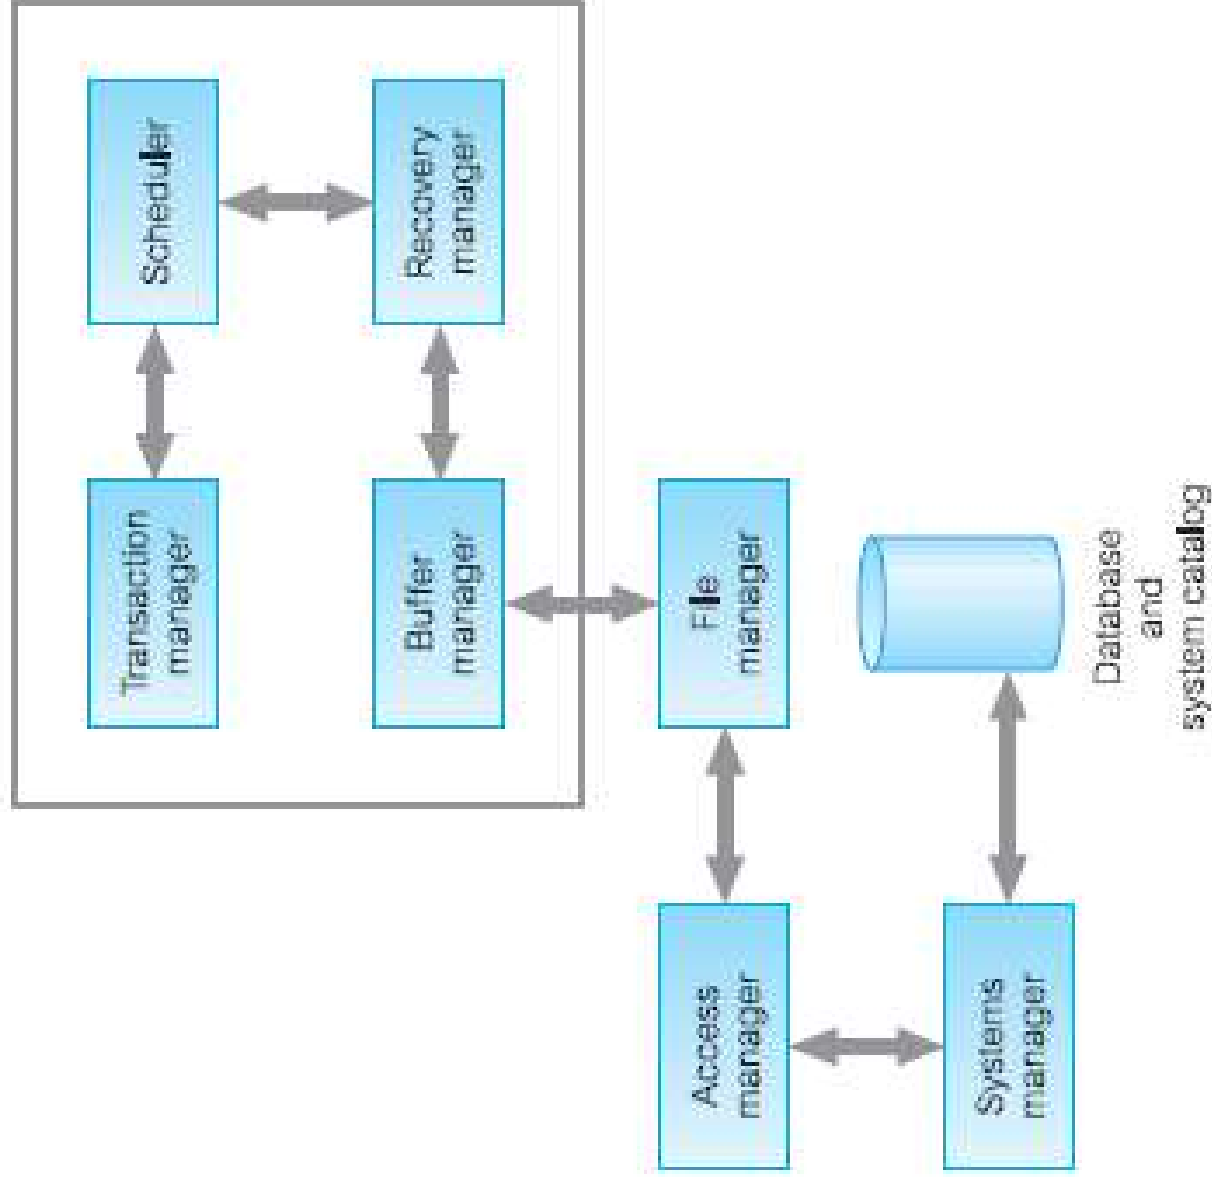 Transaction
manager
Scheduler
Buffer
manager
Recovery
manager
File
manager
Access
manager
Systems
manager
Database
and
system catalog